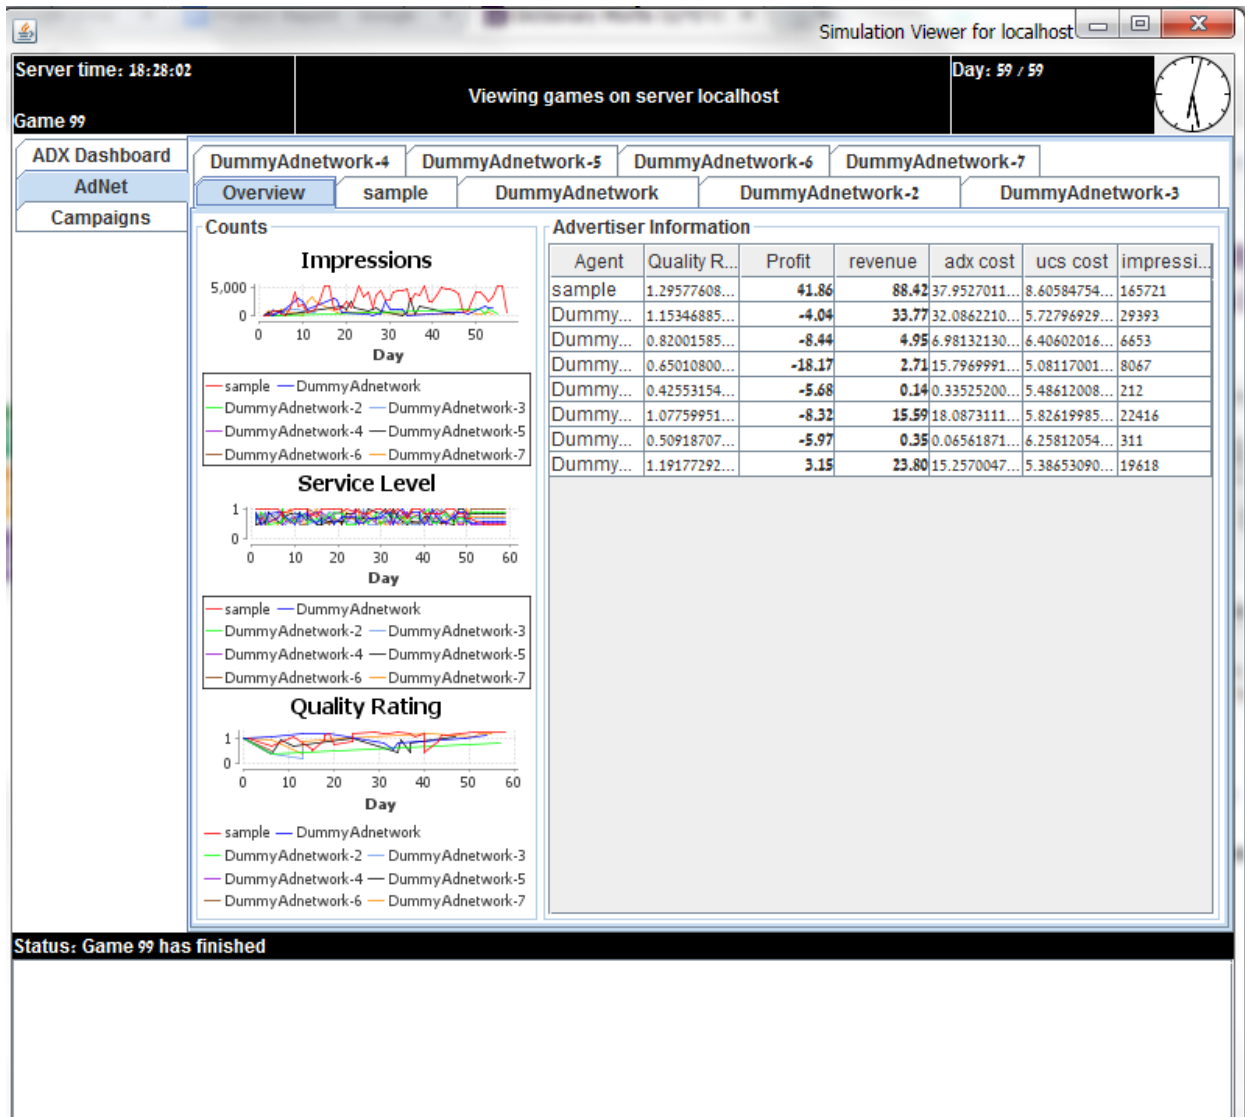 Simulation Viewer for localhost
Server time: 18:28:02
Game 99
Viewing games on server localhost
Day: 59 / 59
ADX Dashboard
AdNet
Campaigns
DummyAdnetwork-4 DummyAdnetwork-5 DummyAdnetwork-6 DummyAdnetwork-7
Overview sample DummyAdnetwork DummyAdnetwork-2 DummyAdnetwork-3
Counts
Impressions
5,000
0
0 10 20 30 40 50
Day
sample DummyAdnetwork
DummyAdnetwork-2 DummyAdnetwork-3
DummyAdnetwork-4 DummyAdnetwork-5
DummyAdnetwork-6 DummyAdnetwork-7
Service Level
1
0
0 10 20 30 40 50 60
Day
sample DummyAdnetwork
DummyAdnetwork-2 DummyAdnetwork-3
DummyAdnetwork-4 DummyAdnetwork-5
DummyAdnetwork-6 DummyAdnetwork-7
Quality Rating
1
0
0 10 20 30 40 50 60
Day
sample DummyAdnetwork
DummyAdnetwork-2 DummyAdnetwork-3
DummyAdnetwork-4 DummyAdnetwork-5
DummyAdnetwork-6 DummyAdnetwork-7
Advertiser Information
Agent Quality R... Profit revenue adx cost ucs cost impressi...
sample 1.29577608... 41.86 88.42 37.9527011... 8.60584754... 165721
Dummy... 1.15346885... -4.04 33.77 32.0862210... 5.72796929... 29393
Dummy... 0.82001585... -8.44 4.95 6.98132130... 6.40602016... 6653
Dummy... 0.65010800... -18.17 2.71 15.7969991... 5.08117001... 8067
Dummy... 0.42553154... -5.68 0.14 0.33525200... 5.48612008... 212
Dummy... 1.07759951... -8.32 15.59 18.0873111... 5.82619985... 22416
Dummy... 0.50918707... -5.97 0.35 0.06561871... 6.25812054... 311
Dummy... 1.19177292... 3.15 23.80 15.2570047... 5.38653090... 19618
Status: Game 99 has finished